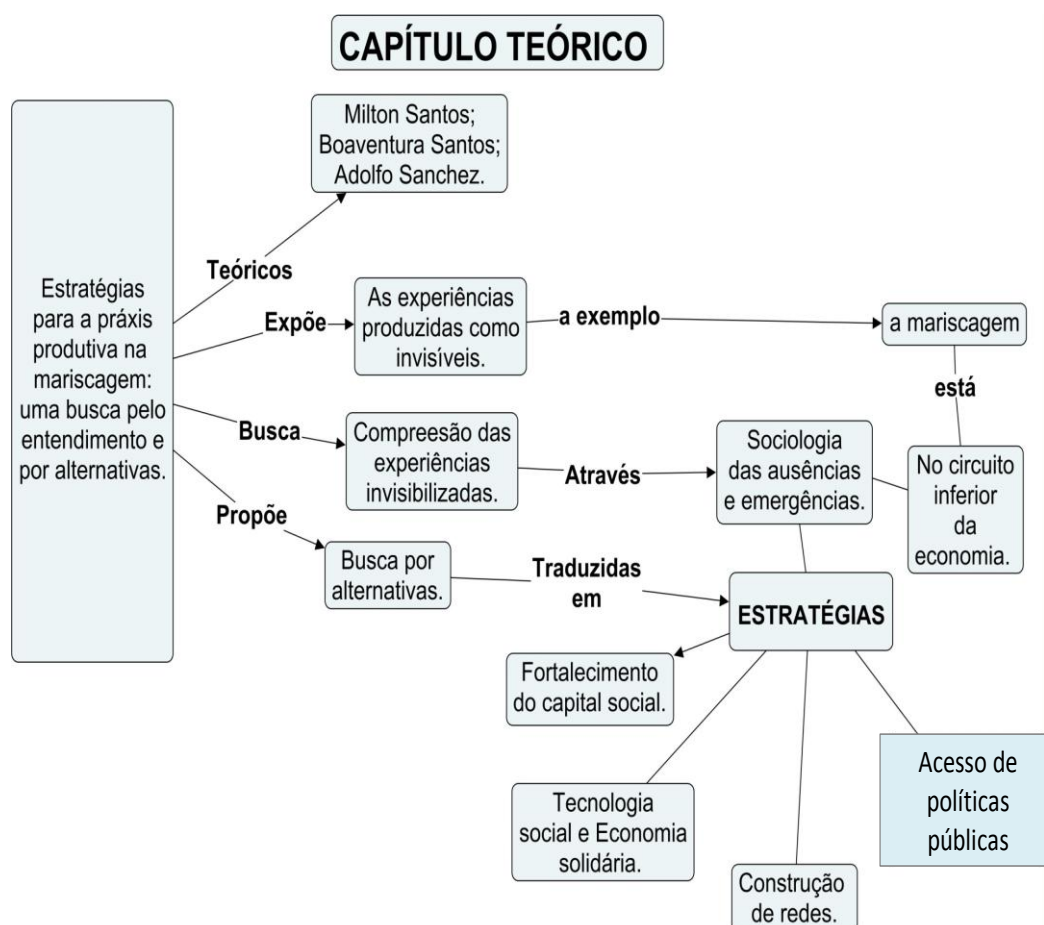 CAPÍTULO TEÓRICO
Milton Santos;
Boaventura Santos;
Adolfo Sanchez.
Estratégias
para a práxis
produtiva na
mariscagem:
uma busca pelo
entendimento e
por alternativas.
Teóricos
Expõe
As experiências
produzidas como
invisíveis.
a exemplo
a mariscagem
está
Busca
Compreesão das
experiências
invisibilizadas.
Através
Sociologia
das ausências
e emergências.
No circuito
inferior
da
economia.
Propõe
Busca por
alternativas.
Traduzidas
em
ESTRATÉGIAS
Fortalecimento
do capital social.
Tecnologia
social e Economia
solidária.
Construção
de redes.
Acesso de
políticas
públicas